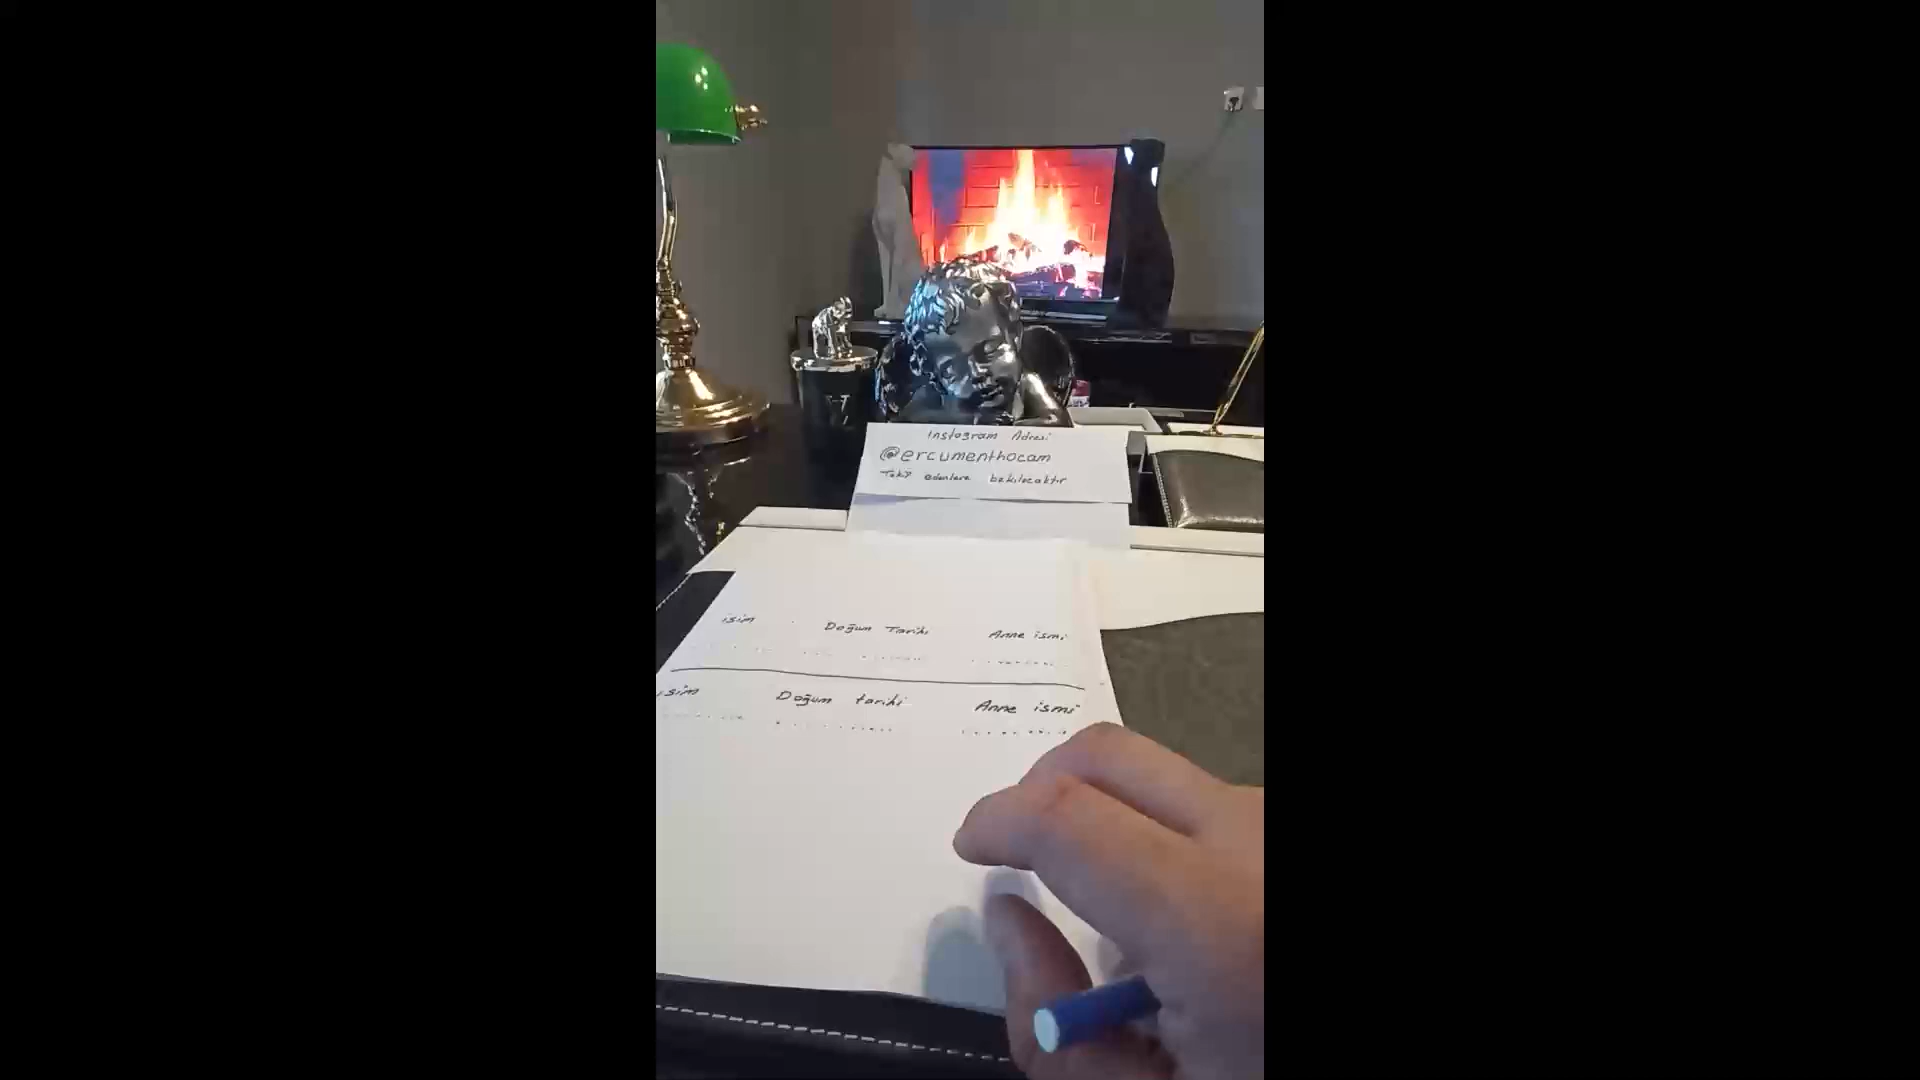 Instagram Adresi
@ercumenthocam
Takip edenlere bakılacaktır
isim Doğum Tarihi Anne ismi
isim Doğum tarihi Anne ismi